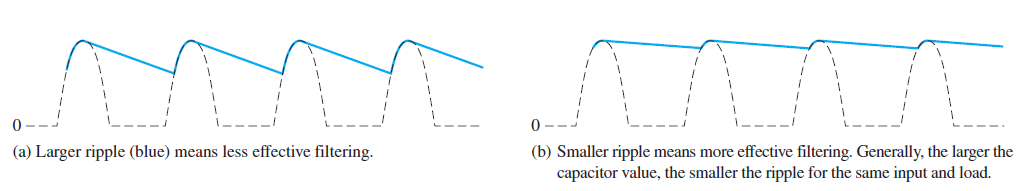 0
0
(a) Larger ripple (blue) means less effective filtering.
(b) Smaller ripple means more effective filtering. Generally, the larger the
capacitor value, the smaller the ripple for the same input and load.